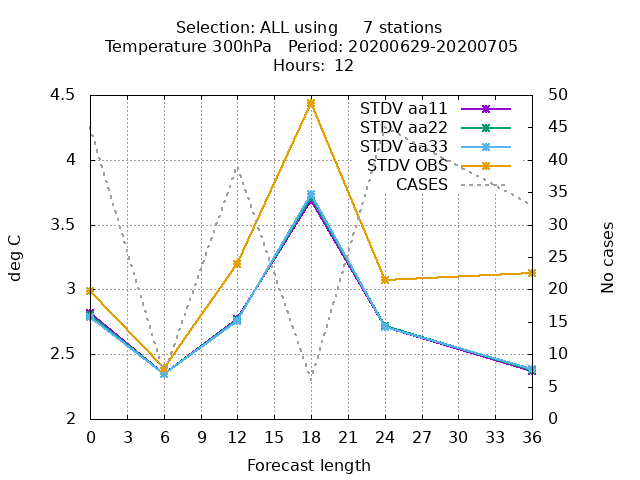 Selection: ALL using     7 stations
Temperature 300hPa   Period: 20200629-20200705
Hours: 12
4.5
4
3.5
3
2.5
2
50
45
40
35
30
25
20
15
10
5
0
deg C
No cases
STDV aa11
STDV aa22
STDV aa33
STDV OBS
CASES
0 3 6 9 12 15 18 21 24 27 30 33 36
Forecast length